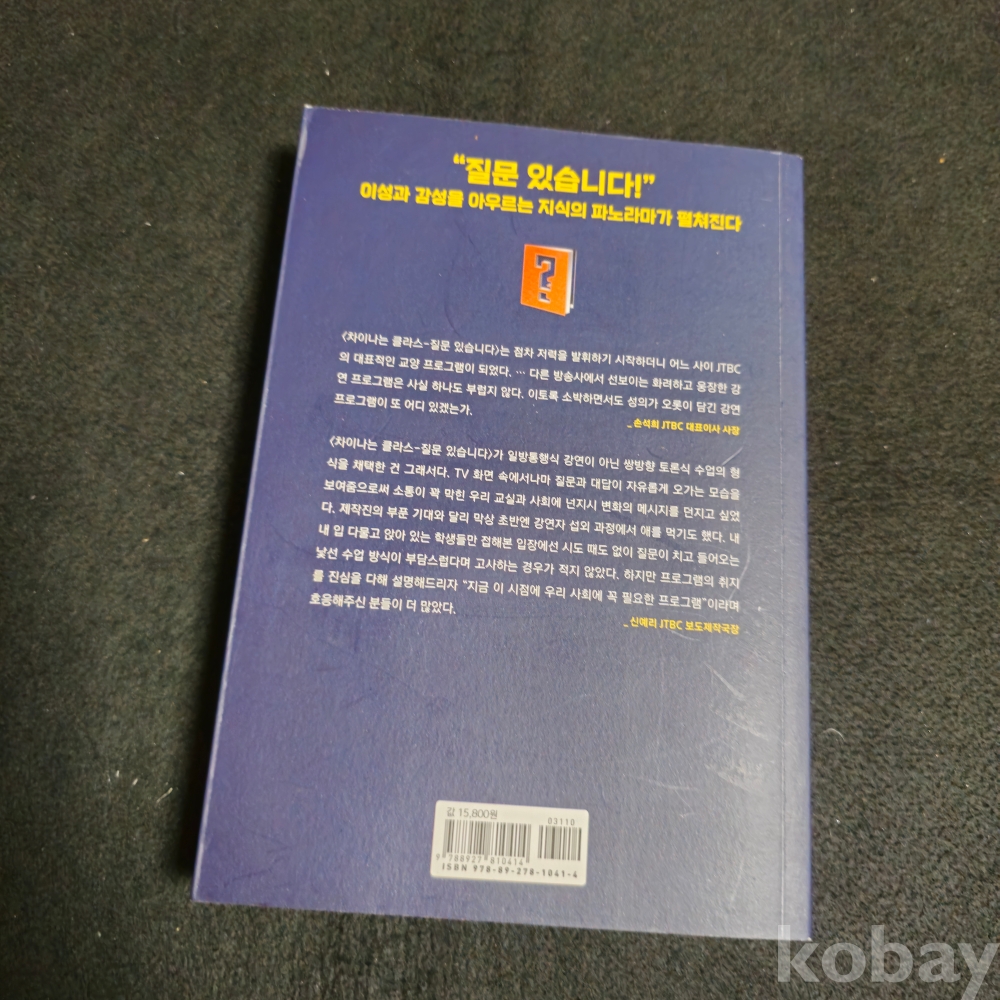 “질문 있습니다!”
이성과 감성을 아우르는 지식의 파노라마가 펼쳐진다
?
〈차이나는 클라스-질문 있습니다〉는 점차 저력을 발휘하기 시작하더니 어느 사이 JTBC
의 대표적인 교양 프로그램이 되었다. … 다른 방송사에서 선보이는 화려하고 웅장한 강
연 프로그램은 사실 하나도 부럽지 않다. 이토록 소박하면서도 성의가 오롯이 담긴 강연
프로그램이 또 어디 있겠는가.
_ 손석희 JTBC 대표이사 사장
〈차이나는 클라스-질문 있습니다〉가 일방통행식 강연이 아닌 쌍방향 토론식 수업의 형
식을 채택한 건 그래서다. TV 화면 속에서나마 질문과 대답이 자유롭게 오가는 모습을
보여줌으로써 소통이 꽉 막힌 우리 교실과 사회에 넌지시 변화의 메시지를 던지고 싶었
다. 제작진의 부푼 기대와 달리 막상 초반엔 강연자 섭외 과정에서 애를 먹기도 했다. 내
내 입 다물고 앉아 있는 학생들만 접해본 입장에선 시도 때도 없이 질문이 치고 들어오는
낯선 수업 방식이 부담스럽다며 고사하는 경우가 적지 않았다. 하지만 프로그램의 취지
를 진심을 다해 설명해드리자 “지금 이 시점에 우리 사회에 꼭 필요한 프로그램”이라며
호응해주신 분들이 더 많았다.
_ 신예리 JTBC 보도제작국장
값 15,800원
03110
9 788927 810414
ISBN 978-89-278-1041-4
kobay